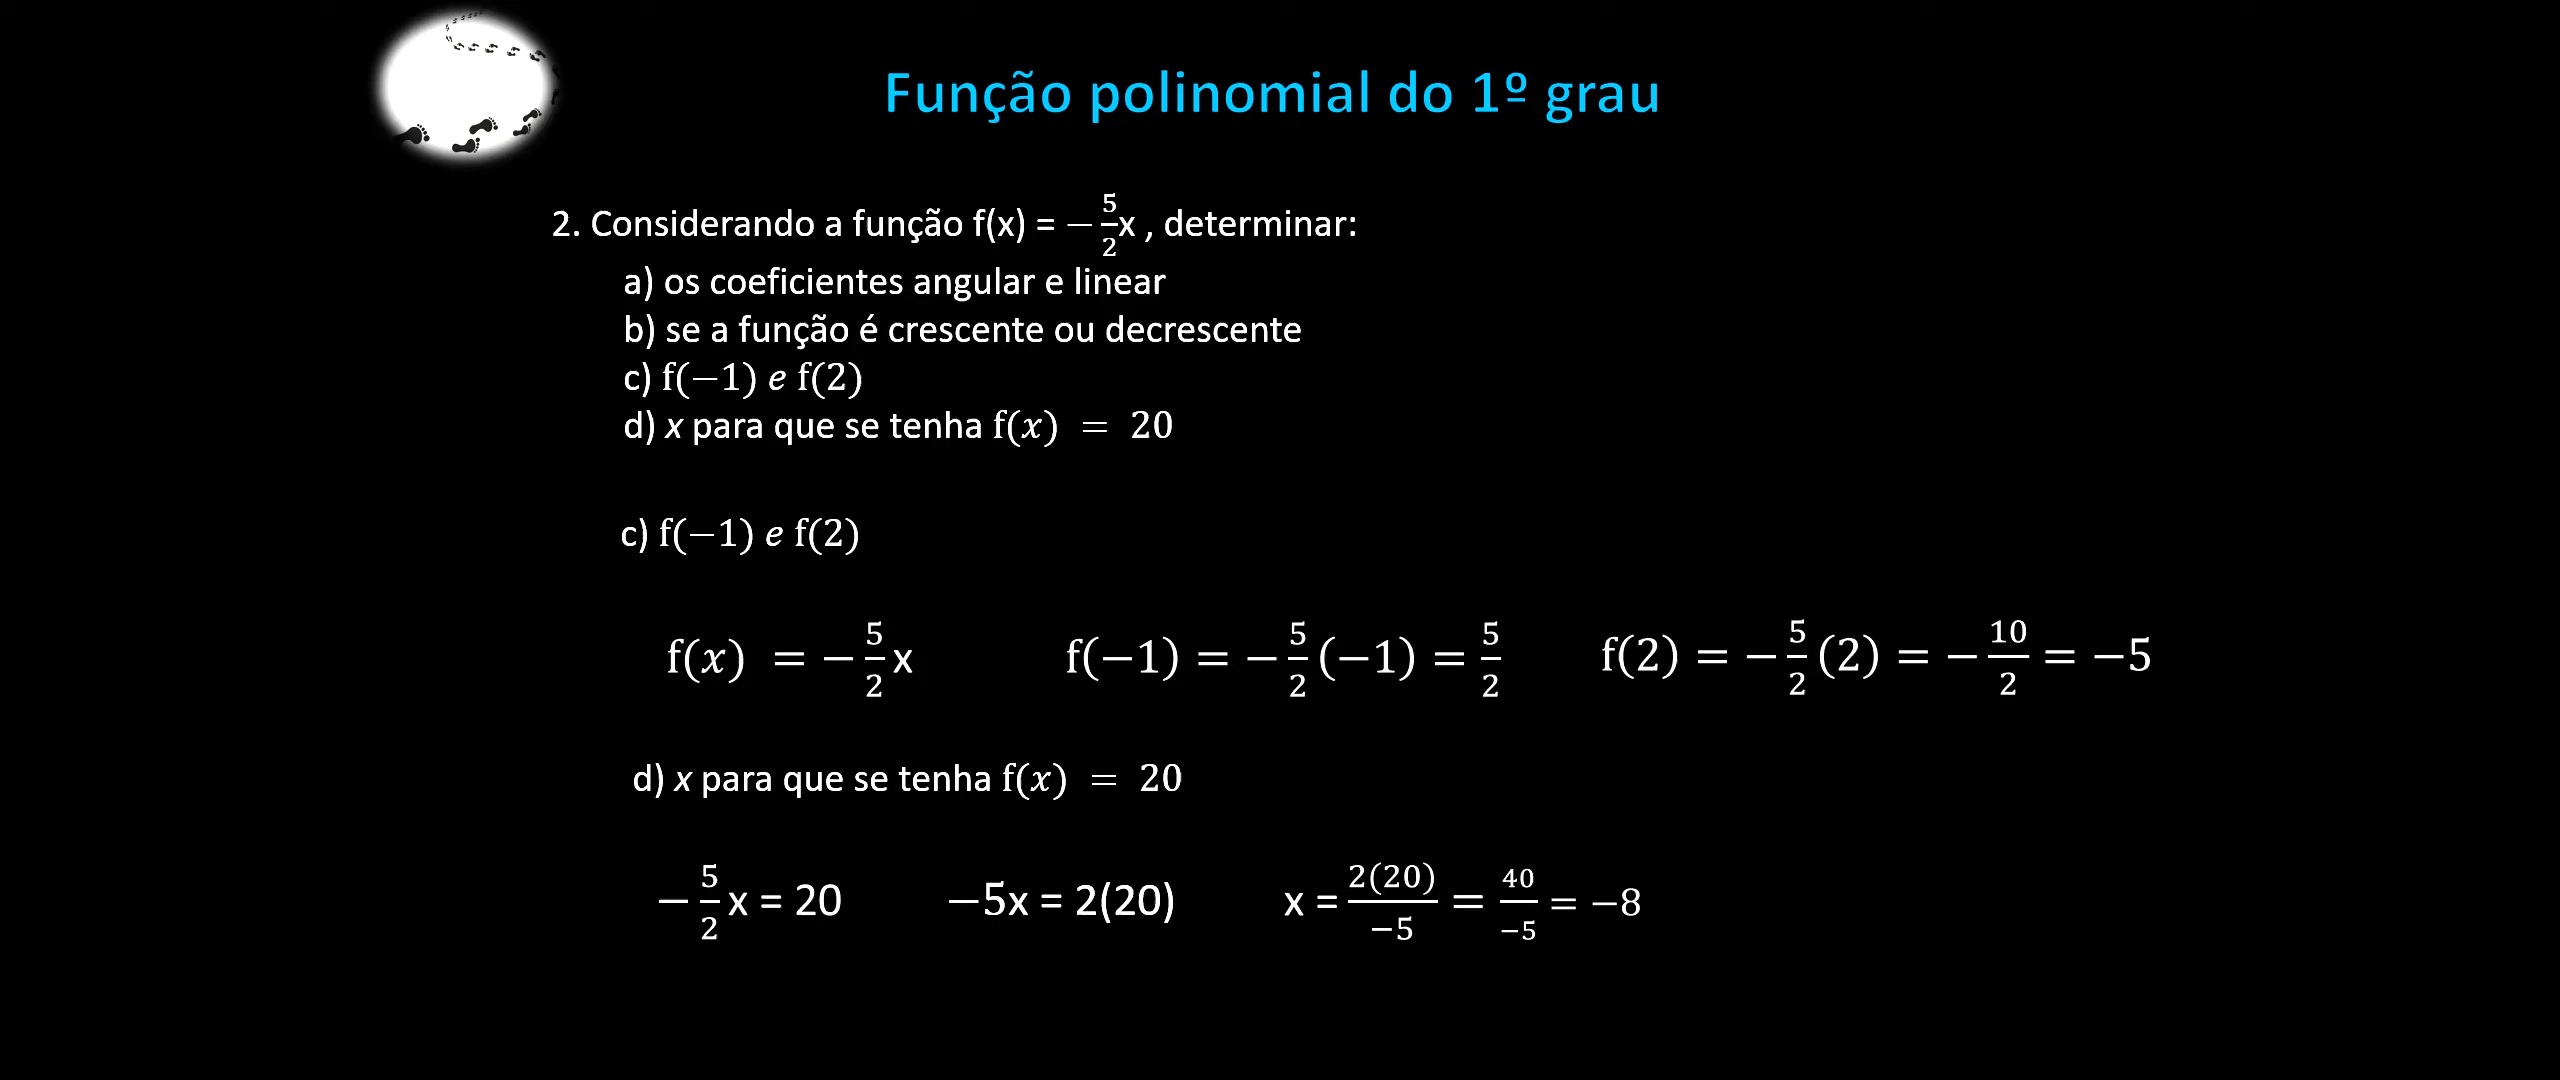 Função polinomial do 1º grau
2. Considerando a função f(x) = −5/2x , determinar:
a) os coeficientes angular e linear
b) se a função é crescente ou decrescente
c) f(−1) e f(2)
d) x para que se tenha f(x) = 20
c) f(−1) e f(2)
f(x) = −5/2x f(−1) = −5/2(−1) = 5/2 f(2) = −5/2(2) = −10/2 = −5
d) x para que se tenha f(x) = 20
−5/2x = 20 −5x = 2(20) x = 2(20)/−5 = 40/−5 = −8